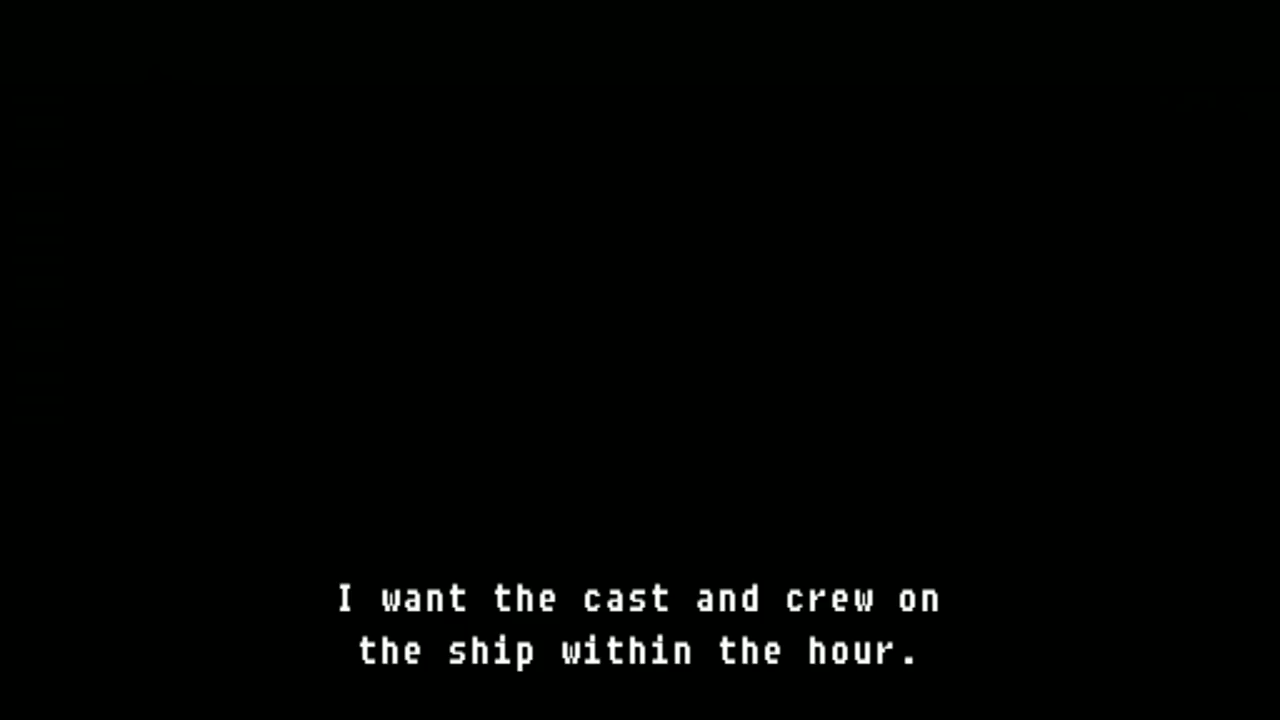 I want the cast and crew on
the ship within the hour.